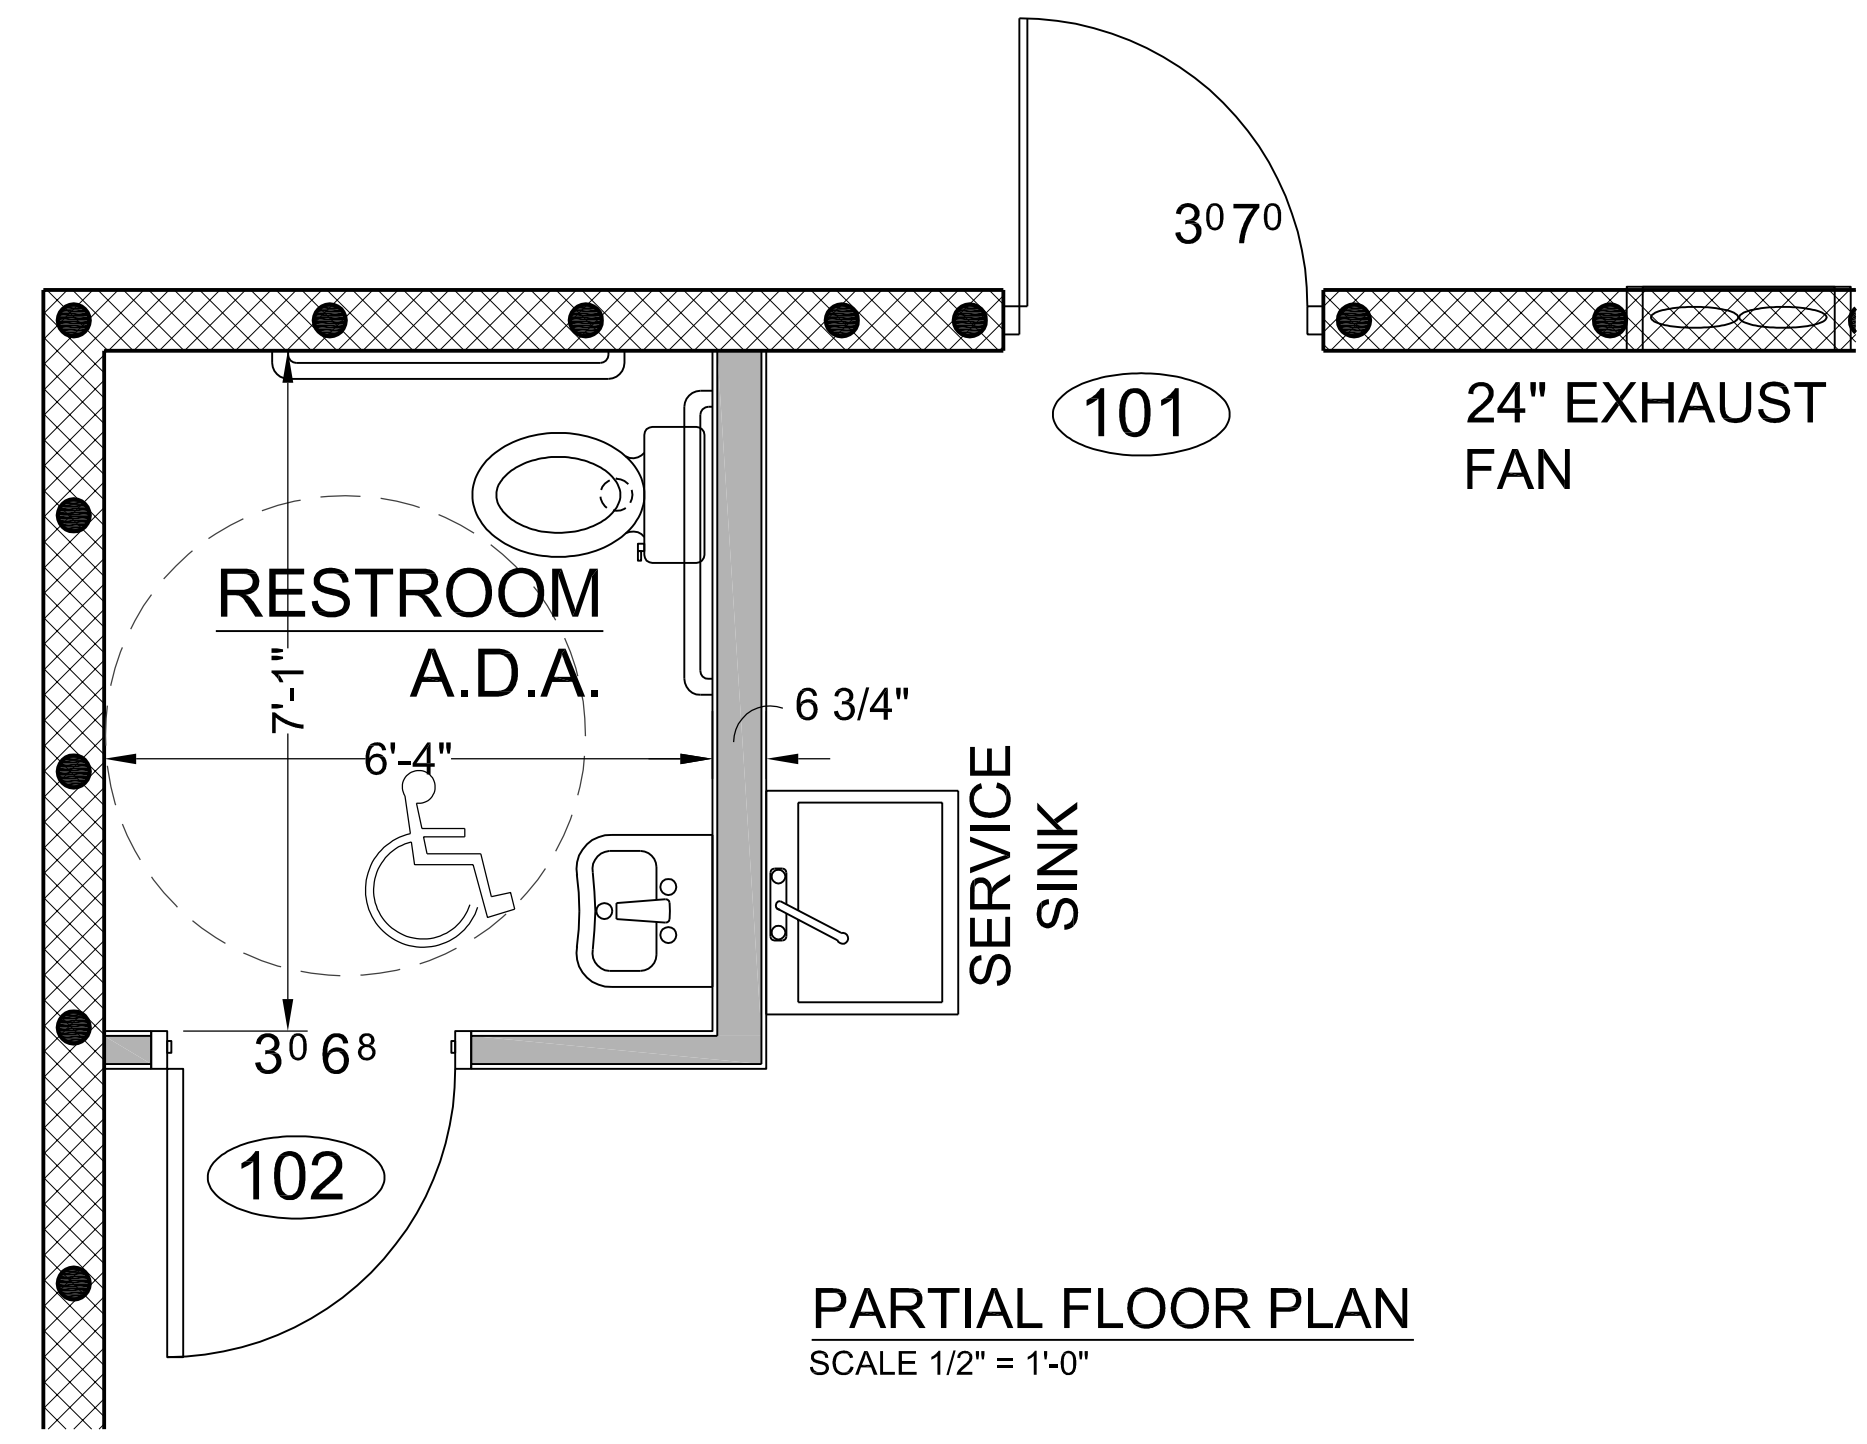 3⁰ 7⁰
101
24" EXHAUST
FAN
RESTROOM
A.D.A.
7'-1"
6'-4"
6 3/4"
SERVICE
SINK
3⁰ 6⁸
102
PARTIAL FLOOR PLAN
SCALE 1/2" = 1'-0"